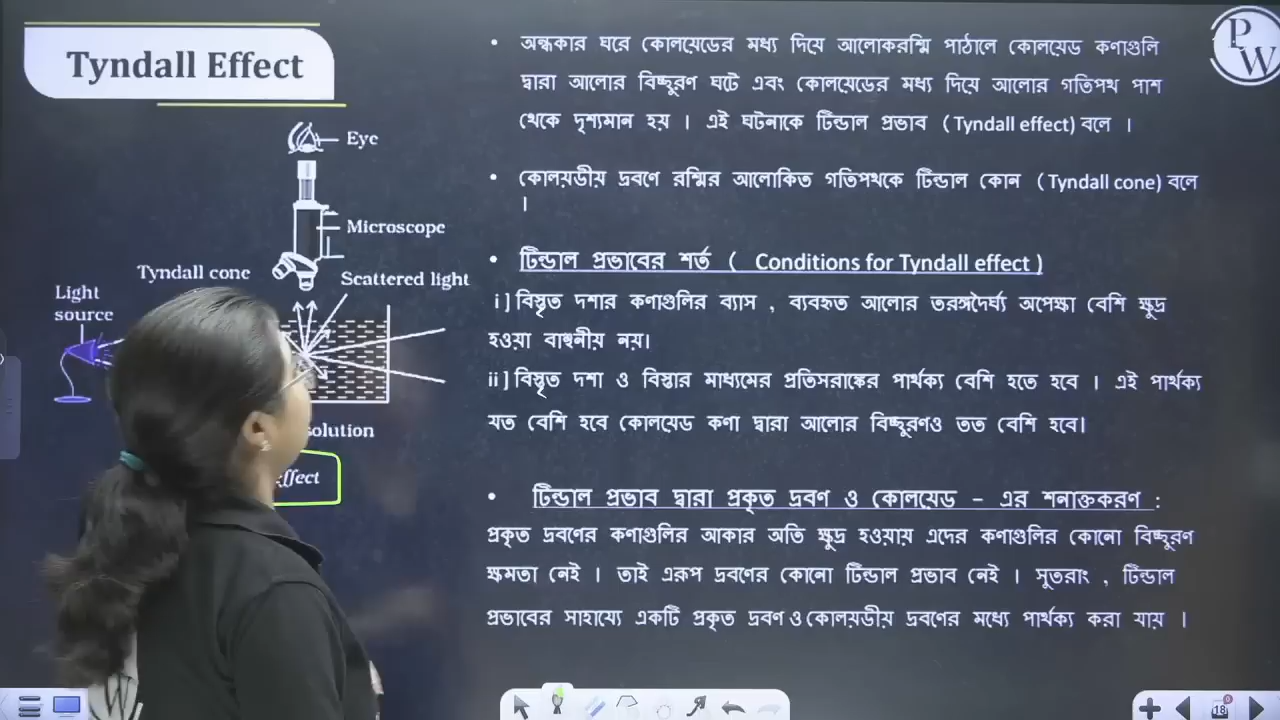 Tyndall Effect
PW
Eye
Microscope
Tyndall cone
Scattered light
Light
source
solution
ffect
• অন্ধকার ঘরে কোলয়েডের মধ্য দিয়ে আলোকরশ্মি পাঠালে কোলয়েড কণাগুলি
দ্বারা আলোর বিচ্ছুরণ ঘটে এবং কোলয়েডের মধ্য দিয়ে আলোর গতিপথ পাশ
থেকে দৃশ্যমান হয় । এই ঘটনাকে টিন্ডাল প্রভাব ( Tyndall effect) বলে ।
• কোলয়ডীয় দ্রবণে রশ্মির আলোকিত গতিপথকে টিন্ডাল কোন ( Tyndall cone) বলে
।
• টিন্ডাল প্রভাবের শর্ত ( Conditions for Tyndall effect )
i ] বিস্তৃত দশার কণাগুলির ব্যাস , ব্যবহৃত আলোর তরঙ্গদৈর্ঘ্য অপেক্ষা বেশি ক্ষুদ্র
হওয়া বাঞ্ছনীয় নয়।
ii ] বিস্তৃত দশা ও বিস্তার মাধ্যমের প্রতিসরাঙ্কের পার্থক্য বেশি হতে হবে । এই পার্থক্য
যত বেশি হবে কোলয়েড কণা দ্বারা আলোর বিচ্ছুরণও তত বেশি হবে।
• টিন্ডাল প্রভাব দ্বারা প্রকৃত দ্রবণ ও কোলয়েড – এর শনাক্তকরণ :
প্রকৃত দ্রবণের কণাগুলির আকার অতি ক্ষুদ্র হওয়ায় এদের কণাগুলির কোনো বিচ্ছুরণ
ক্ষমতা নেই । তাই এরূপ দ্রবণের কোনো টিন্ডাল প্রভাব নেই । সুতরাং , টিন্ডাল
প্রভাবের সাহায্যে একটি প্রকৃত দ্রবণ ও কোলয়ডীয় দ্রবণের মধ্যে পার্থক্য করা যায় ।
W
18